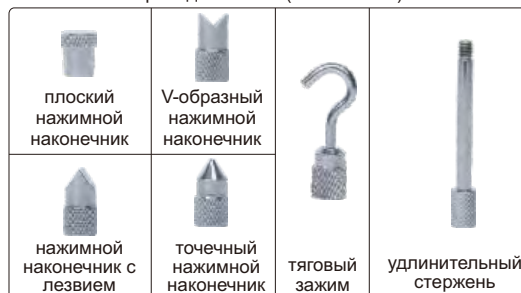 плоский
нажимной
наконечник
V-образный
нажимной
наконечник
нажимной
наконечник с
лезвием
точечный
нажимной
наконечник
тяговый
зажим
удлинительный
стержень